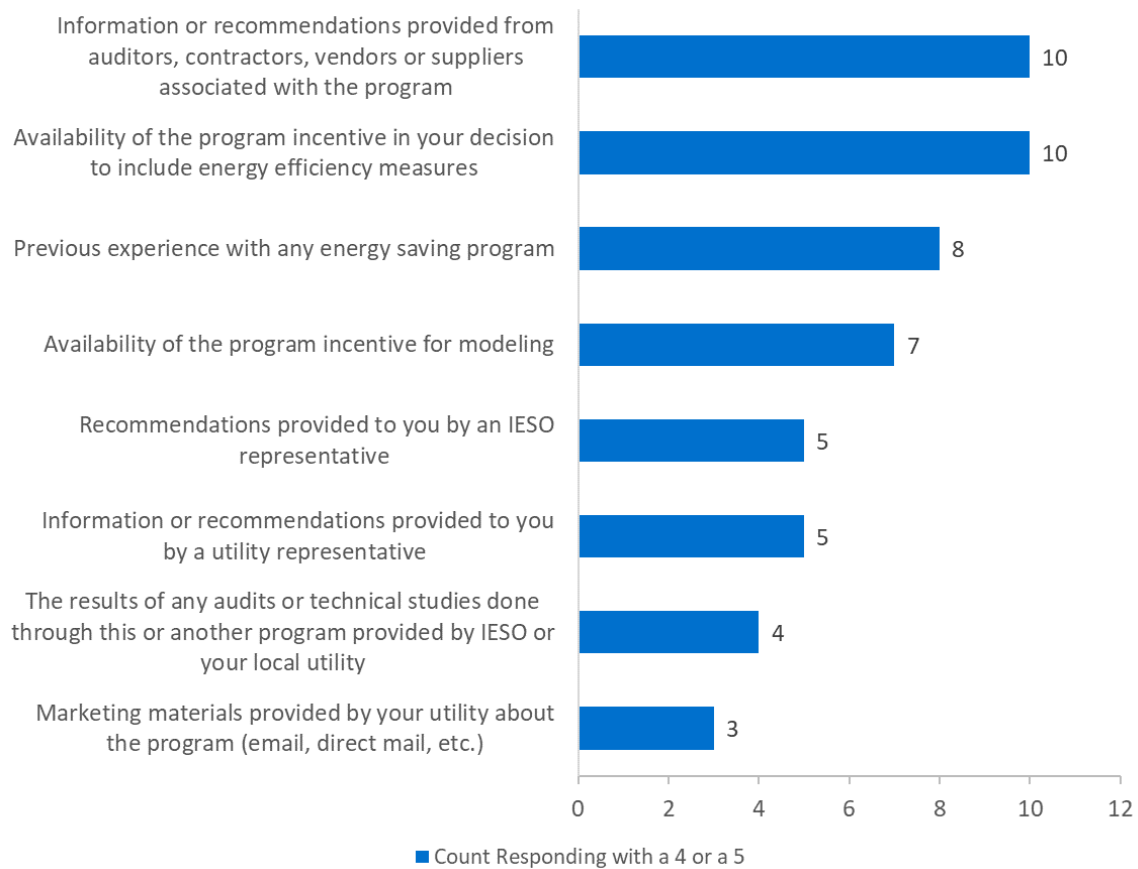 Information or recommendations provided from
auditors, contractors, vendors or suppliers
associated with the program
10
Availability of the program incentive in your decision
to include energy efficiency measures
10
Previous experience with any energy saving program
8
Availability of the program incentive for modeling
7
Recommendations provided to you by an IESO
representative
5
Information or recommendations provided to you
by a utility representative
5
The results of any audits or technical studies done
through this or another program provided by IESO or
your local utility
4
Marketing materials provided by your utility about
the program (email, direct mail, etc.)
3
0 2 4 6 8 10 12
Count Responding with a 4 or a 5